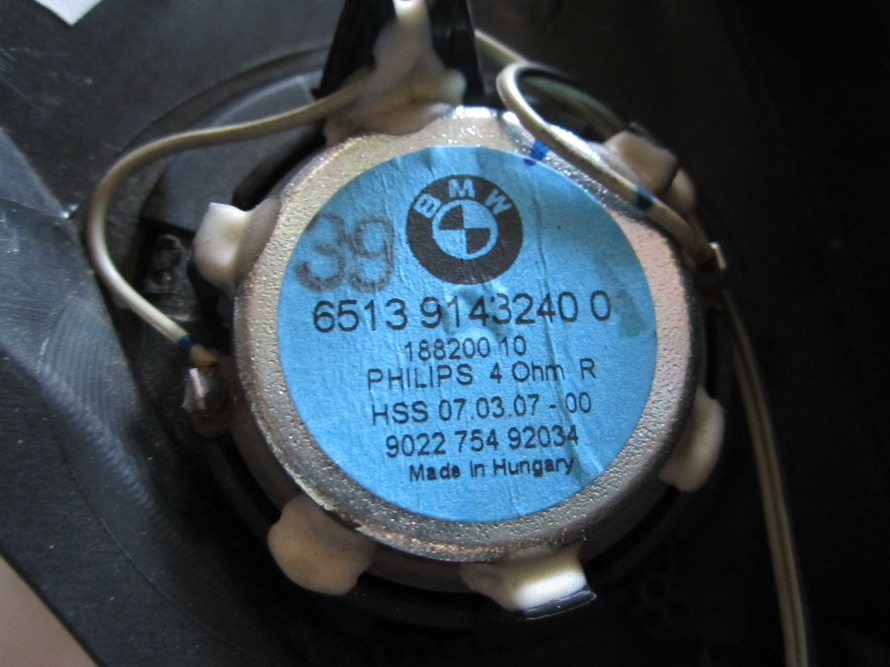 BMW
39
6513 9143240 0
188200 10
PHILIPS 4 Ohm R
HSS 07.03.07 - 00
9022 754 92034
Made in Hungary